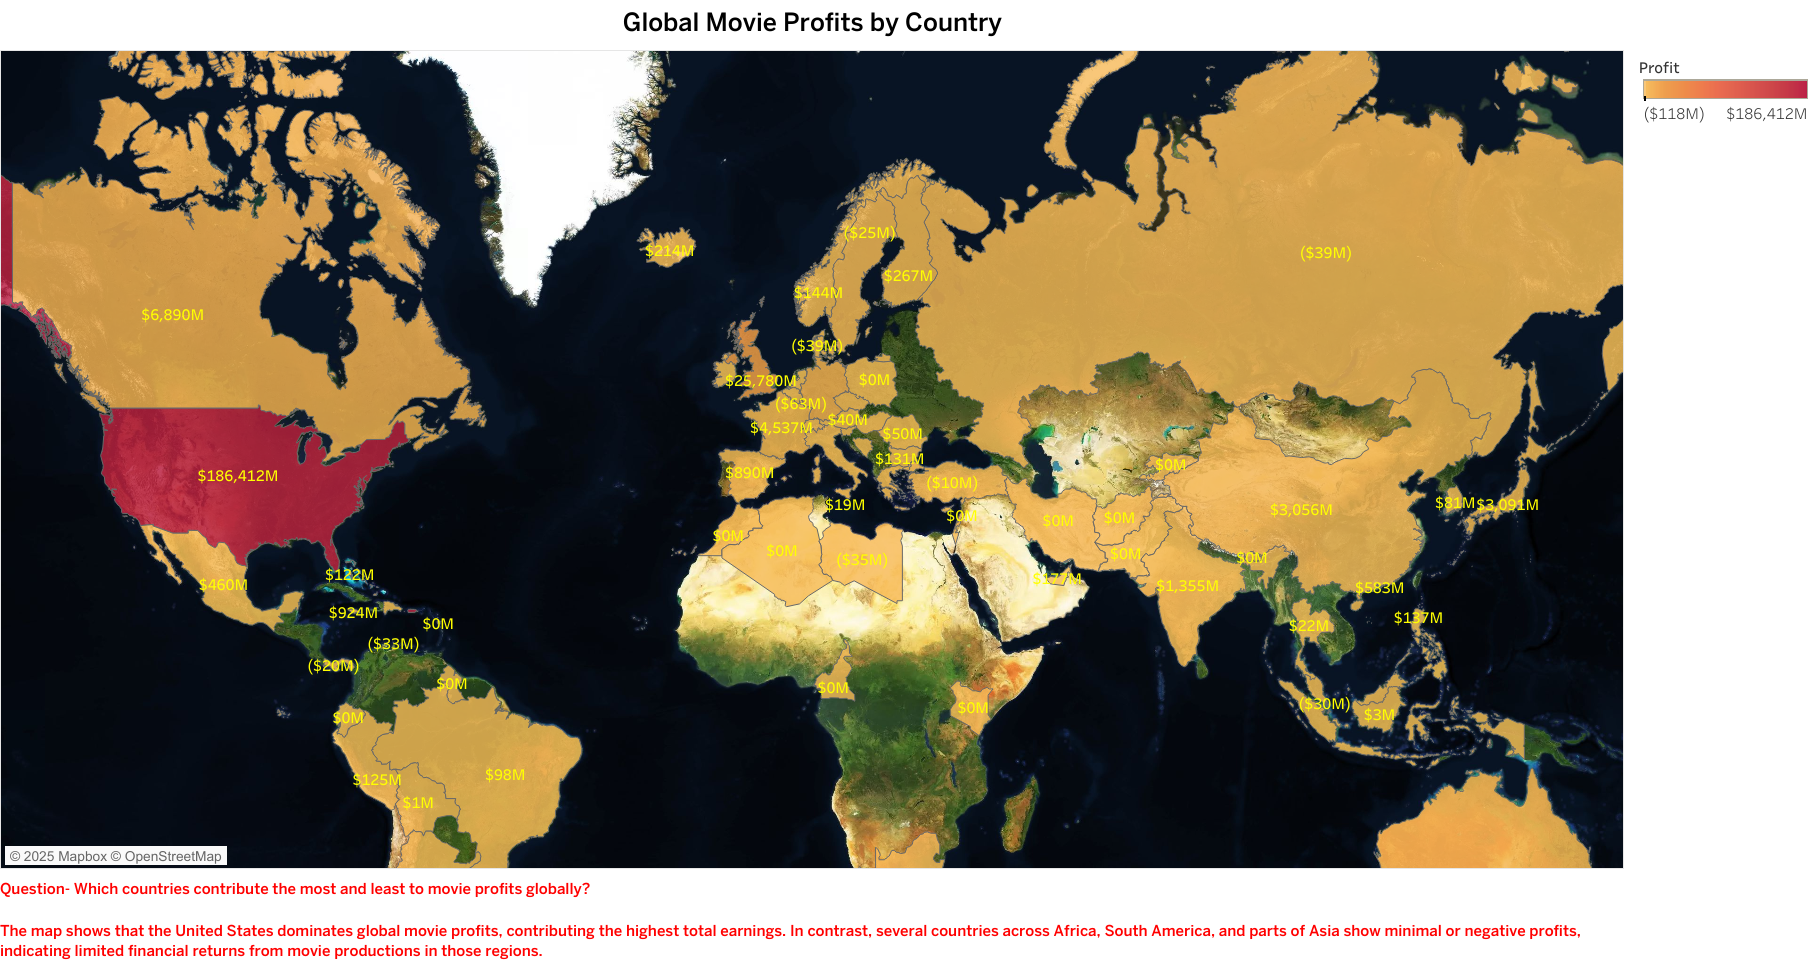 Global Movie Profits by Country
Profit
($118M) $186,412M
$214M
($25M)
($39M)
$267M
$144M
$6,890M
($39M)
$25,780M
$0M
($63M)
$40M
$4,537M
$50M
$131M
$0M
$890M
$186,412M
($10M)
$19M
$81M
$3,091M
$3,056M
$0M
$0M
$0M
$0M
$0M
($35M)
$0M
$0M
$122M
$177M
$460M
$1,355M
$583M
$924M
$137M
$0M
$22M
($33M)
($20M)
$0M
$0M
($30M)
$0M
$3M
$0M
$98M
$125M
$1M
© 2025 Mapbox © OpenStreetMap
Question- Which countries contribute the most and least to movie profits globally?
The map shows that the United States dominates global movie profits, contributing the highest total earnings. In contrast, several countries across Africa, South America, and parts of Asia show minimal or negative profits,
indicating limited financial returns from movie productions in those regions.